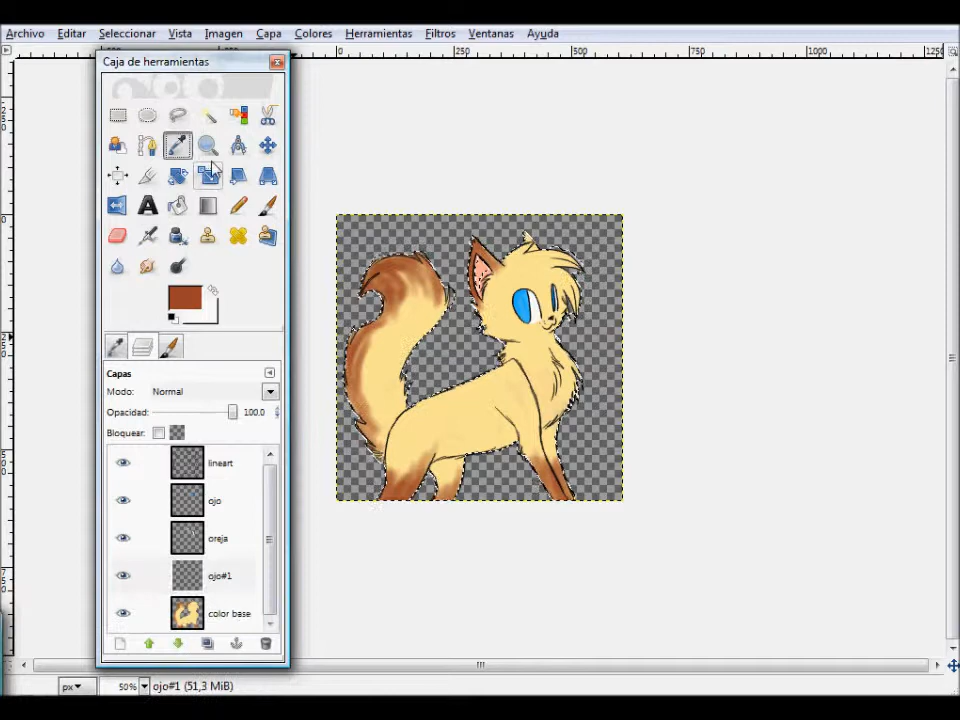 Archivo Editar Seleccionar Vista Imagen Capa Colores Herramientas Filtros Ventanas Ayuda
0 250 500 750 1000 1250
Caja de herramientas
Capas
Modo: Normal
Opacidad: 100.0
Bloquear:
lineart
ojo
oreja
ojo#1
color base
px 50% ojo#1 (51,3 MiB)